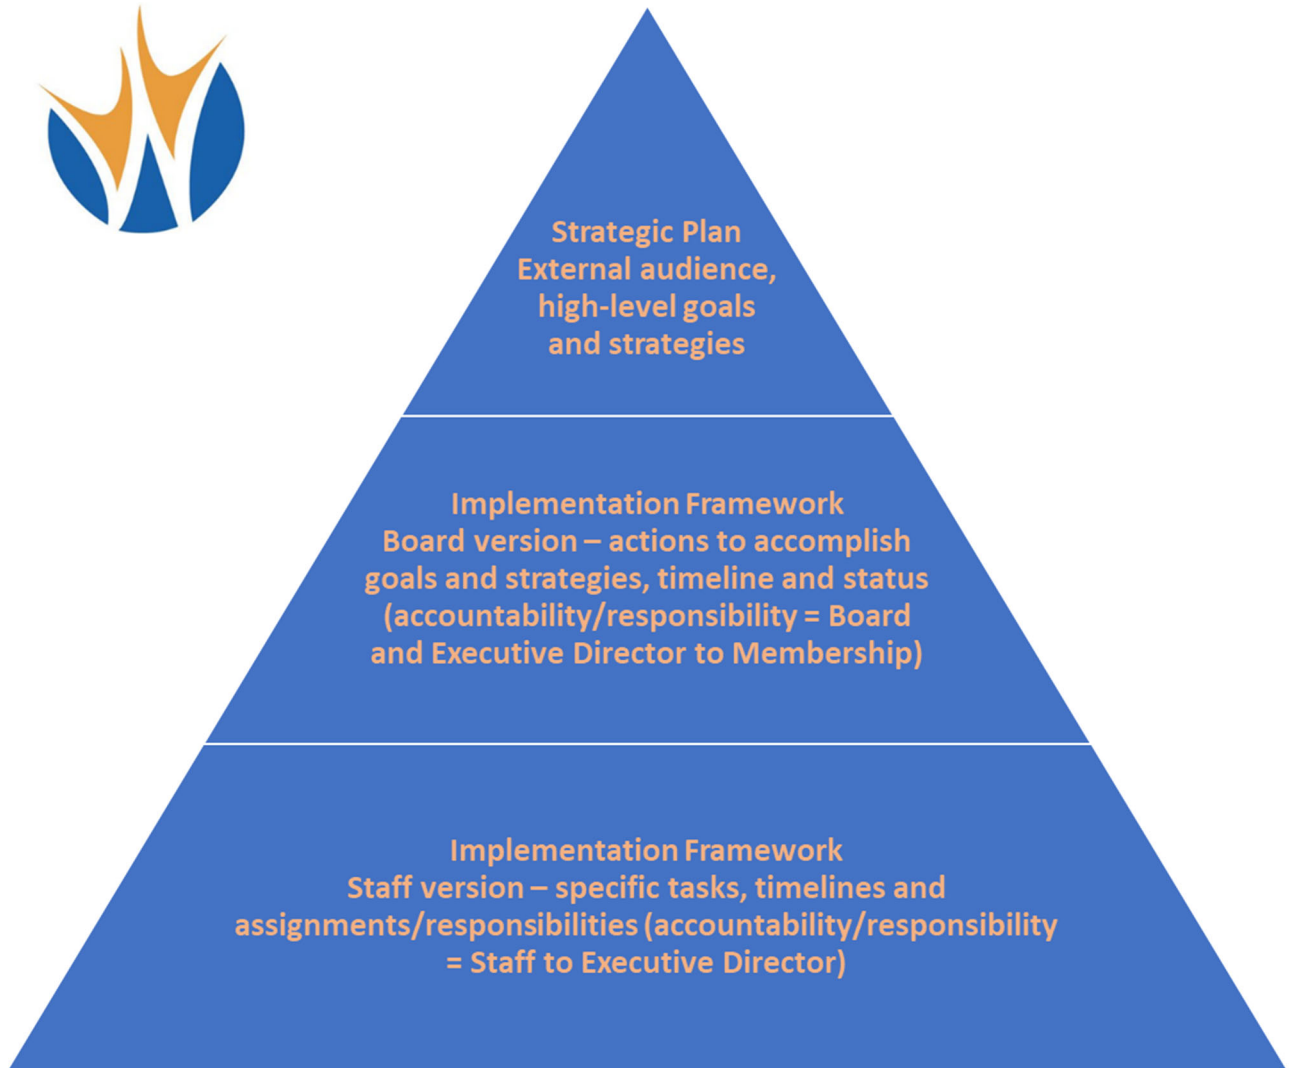 Strategic Plan
External audience,
high-level goals
and strategies
Implementation Framework
Board version – actions to accomplish
goals and strategies, timeline and status
(accountability/responsibility = Board
and Executive Director to Membership)
Implementation Framework
Staff version – specific tasks, timelines and
assignments/responsibilities (accountability/responsibility
= Staff to Executive Director)